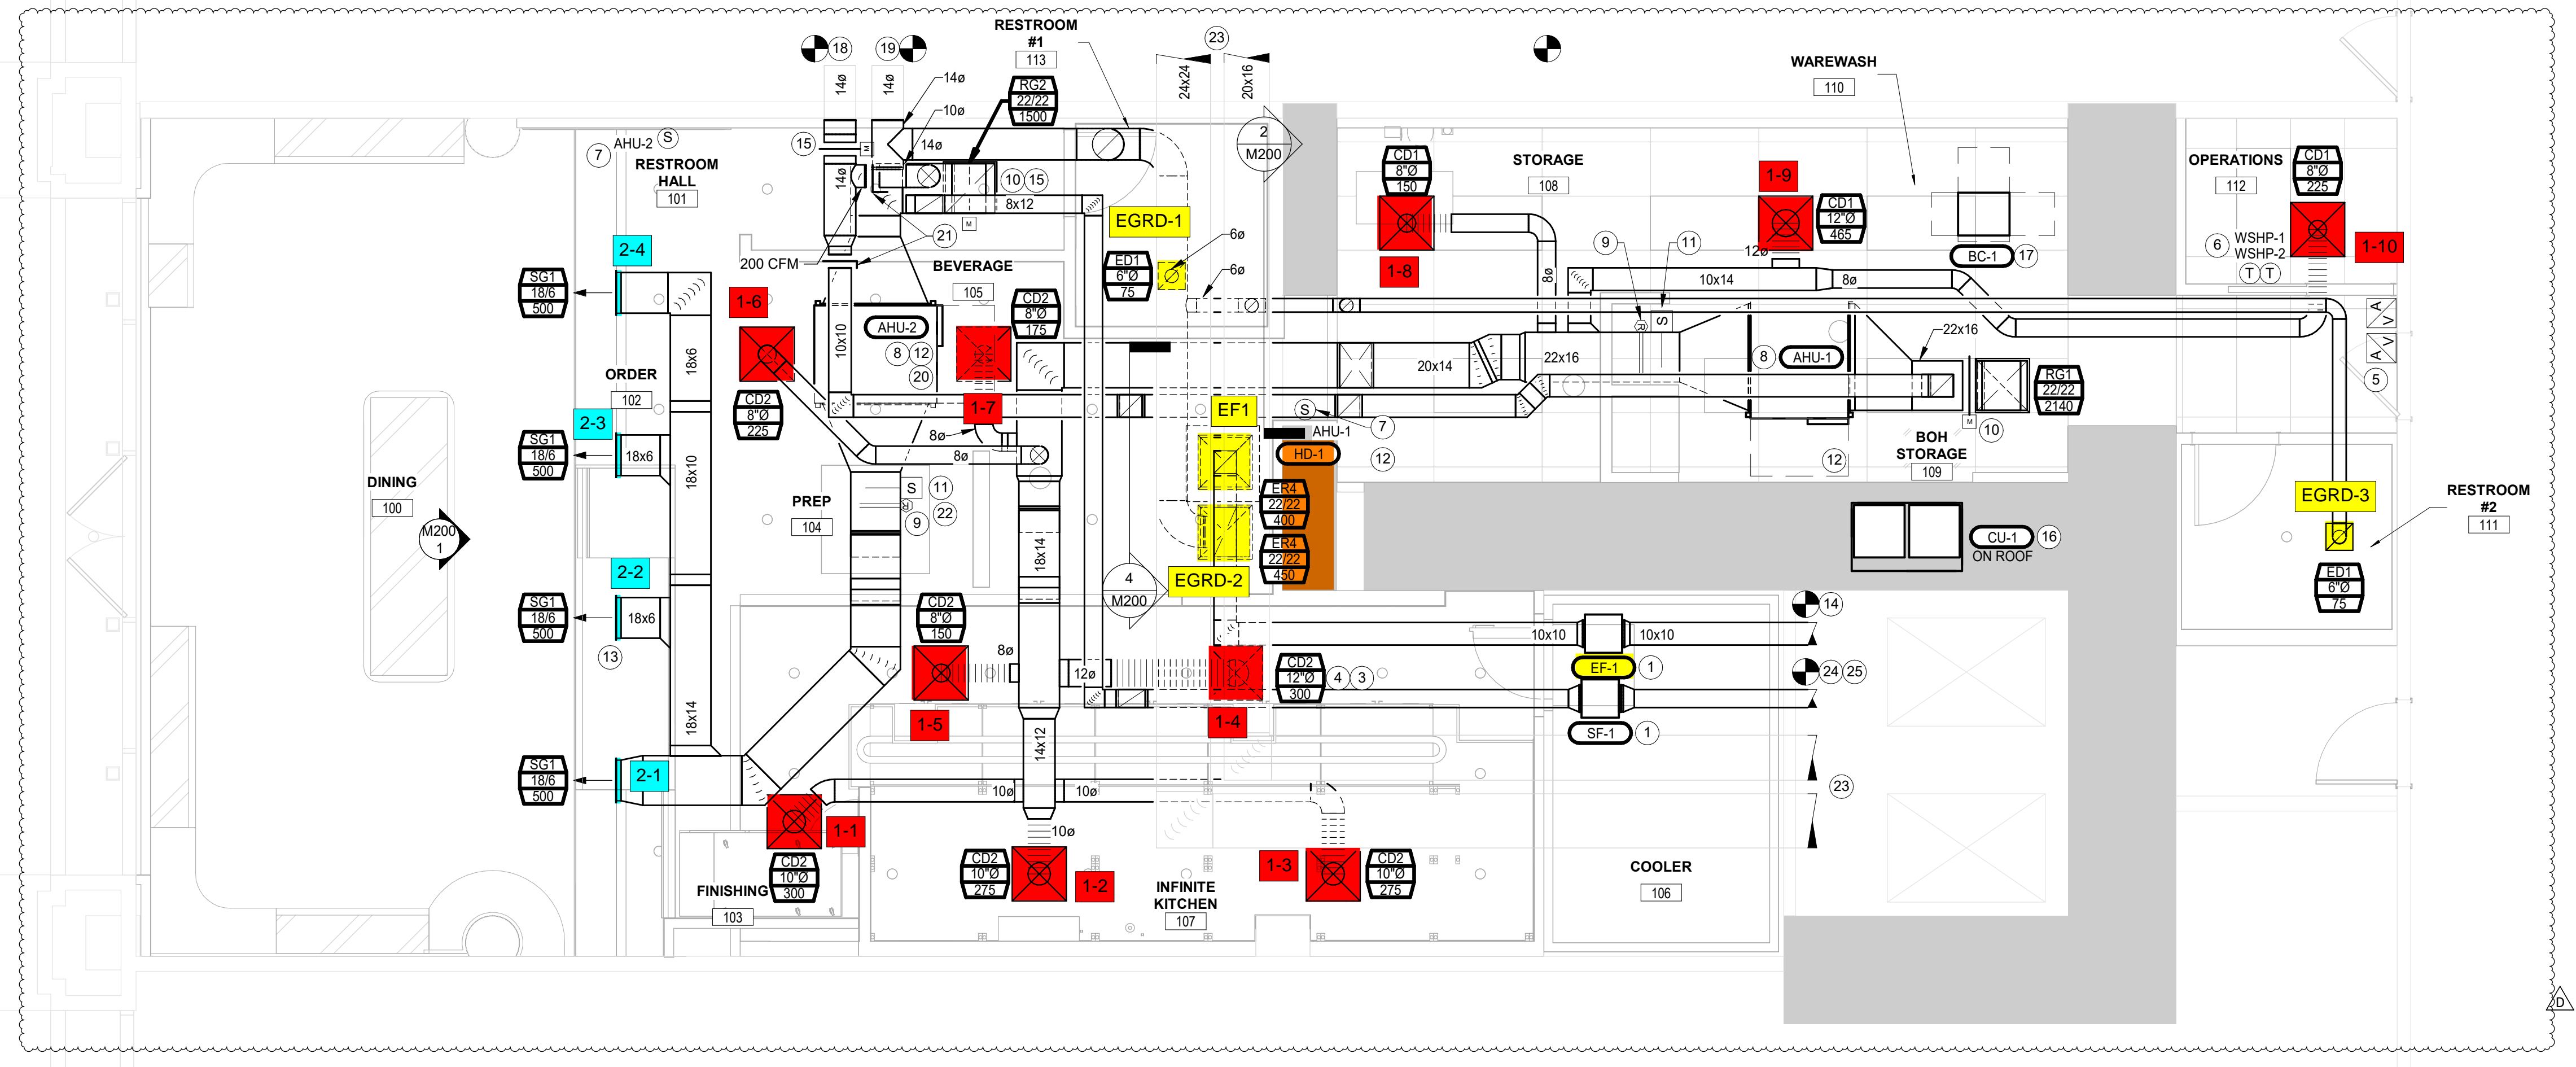 RESTROOM
#1
113
23
18
19
14ø
14ø
14ø
10ø
24x24
20x16
RG2
22/22
1500
WAREWASH
110
2
M200
15
M
14ø
14ø
7
AHU-2
S
RESTROOM
HALL
101
10
15
8x12
M
EGRD-1
CD1
8"Ø
150
STORAGE
108
1-9
CD1
12"Ø
465
12ø
OPERATIONS
112
CD1
8"Ø
225
1-10
6
WSHP-1
WSHP-2
T
T
BC-1
17
9
11
21
6ø
6ø
200 CFM
BEVERAGE
105
ED1
6"Ø
75
1-8
8ø
10x14
8ø
2-4
SG1
18/6
500
1-6
CD2
8"Ø
175
AHU-2
8
12
20
10x10
18x6
R
S
A
V
A
V
5
22x16
22x16
20x14
8
AHU-1
RG1
22/22
2140
M
10
BOH
STORAGE
109
12
ORDER
102
CD2
8"Ø
225
1-7
8ø
8ø
EF1
S
7
AHU-1
HD-1
12
2-3
SG1
18/6
500
18x6
18x10
DINING
100
M200
1
PREP
104
S
11
R
9
22
18x14
ER4
22/22
400
ER4
22/22
450
EGRD-2
4
M200
CU-1
16
ON ROOF
EGRD-3
RESTROOM
#2
111
ED1
6"Ø
75
2-2
SG1
18/6
500
18x6
13
CD2
8"Ø
150
8ø
12ø
CD2
12"Ø
300
4
3
10x10
10x10
14
EF-1
1
24
25
SF-1
1
1-5
1-4
18x14
14x12
23
SG1
18/6
500
2-1
10ø
10ø
10ø
1-1
CD2
10"Ø
300
FINISHING
103
CD2
10"Ø
275
1-2
INFINITE
KITCHEN
107
1-3
CD2
10"Ø
275
COOLER
106
D